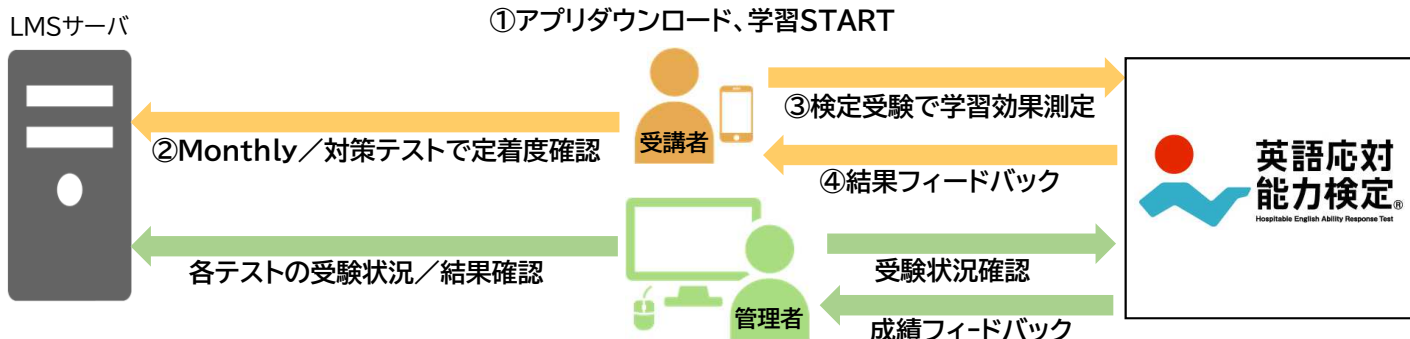 LMSサーバ
①アプリダウンロード、学習START
③検定受験で学習効果測定
②Monthly／対策テストで定着度確認
受講者
④結果フィードバック
英語応対
能力検定®
Hospitable English Ability Response Test
各テストの受験状況／結果確認
受験状況確認
管理者
成績フィードバック